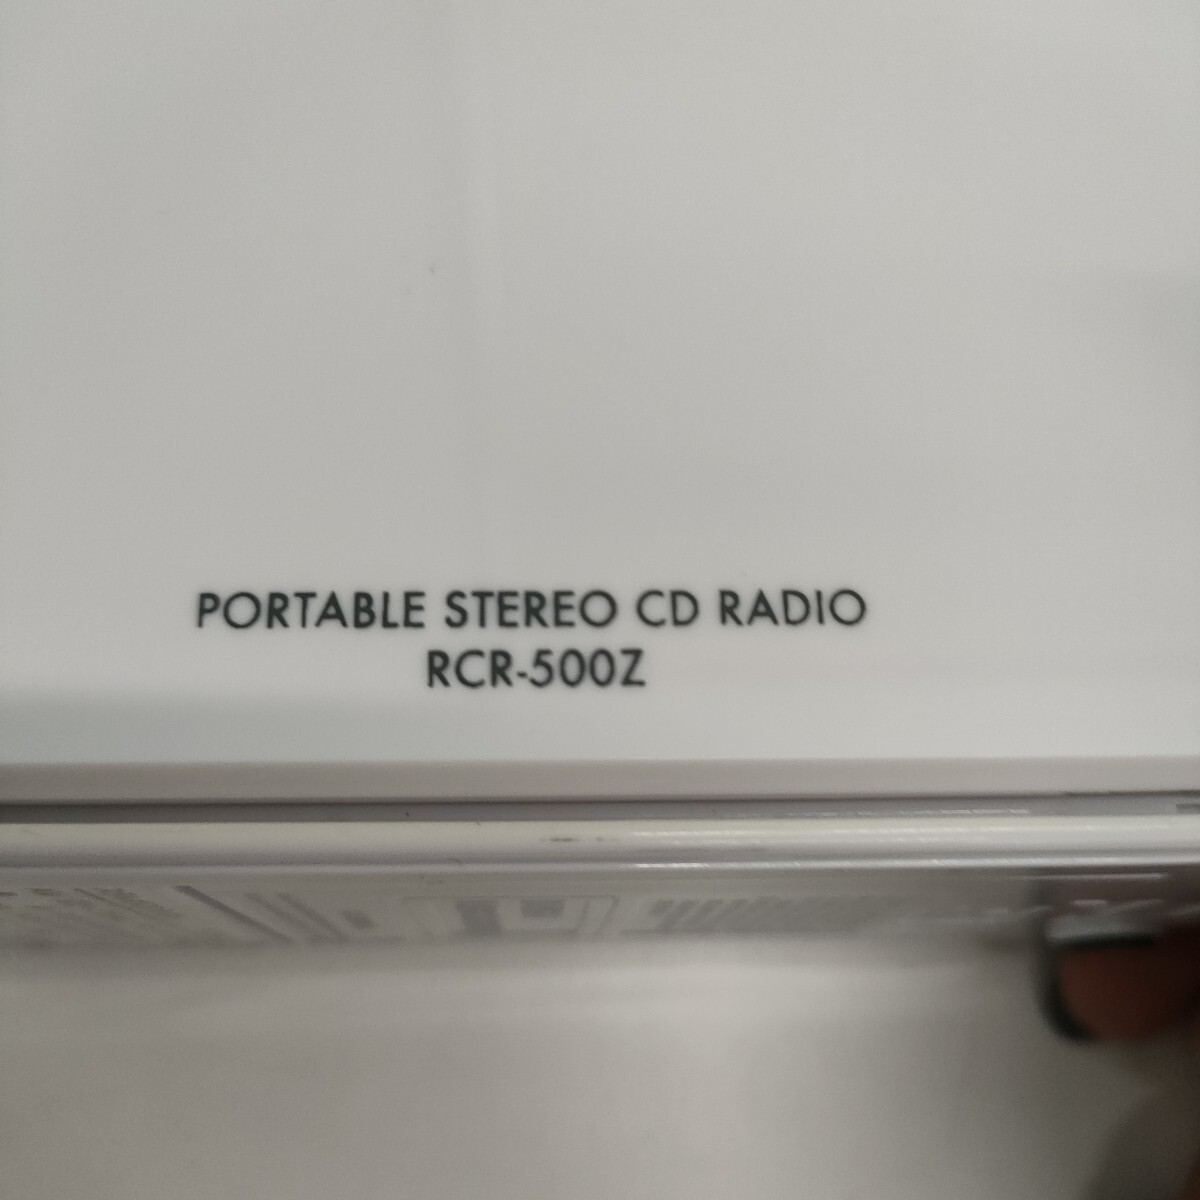 PORTABLE STEREO CD RADIO
RCR-500Z